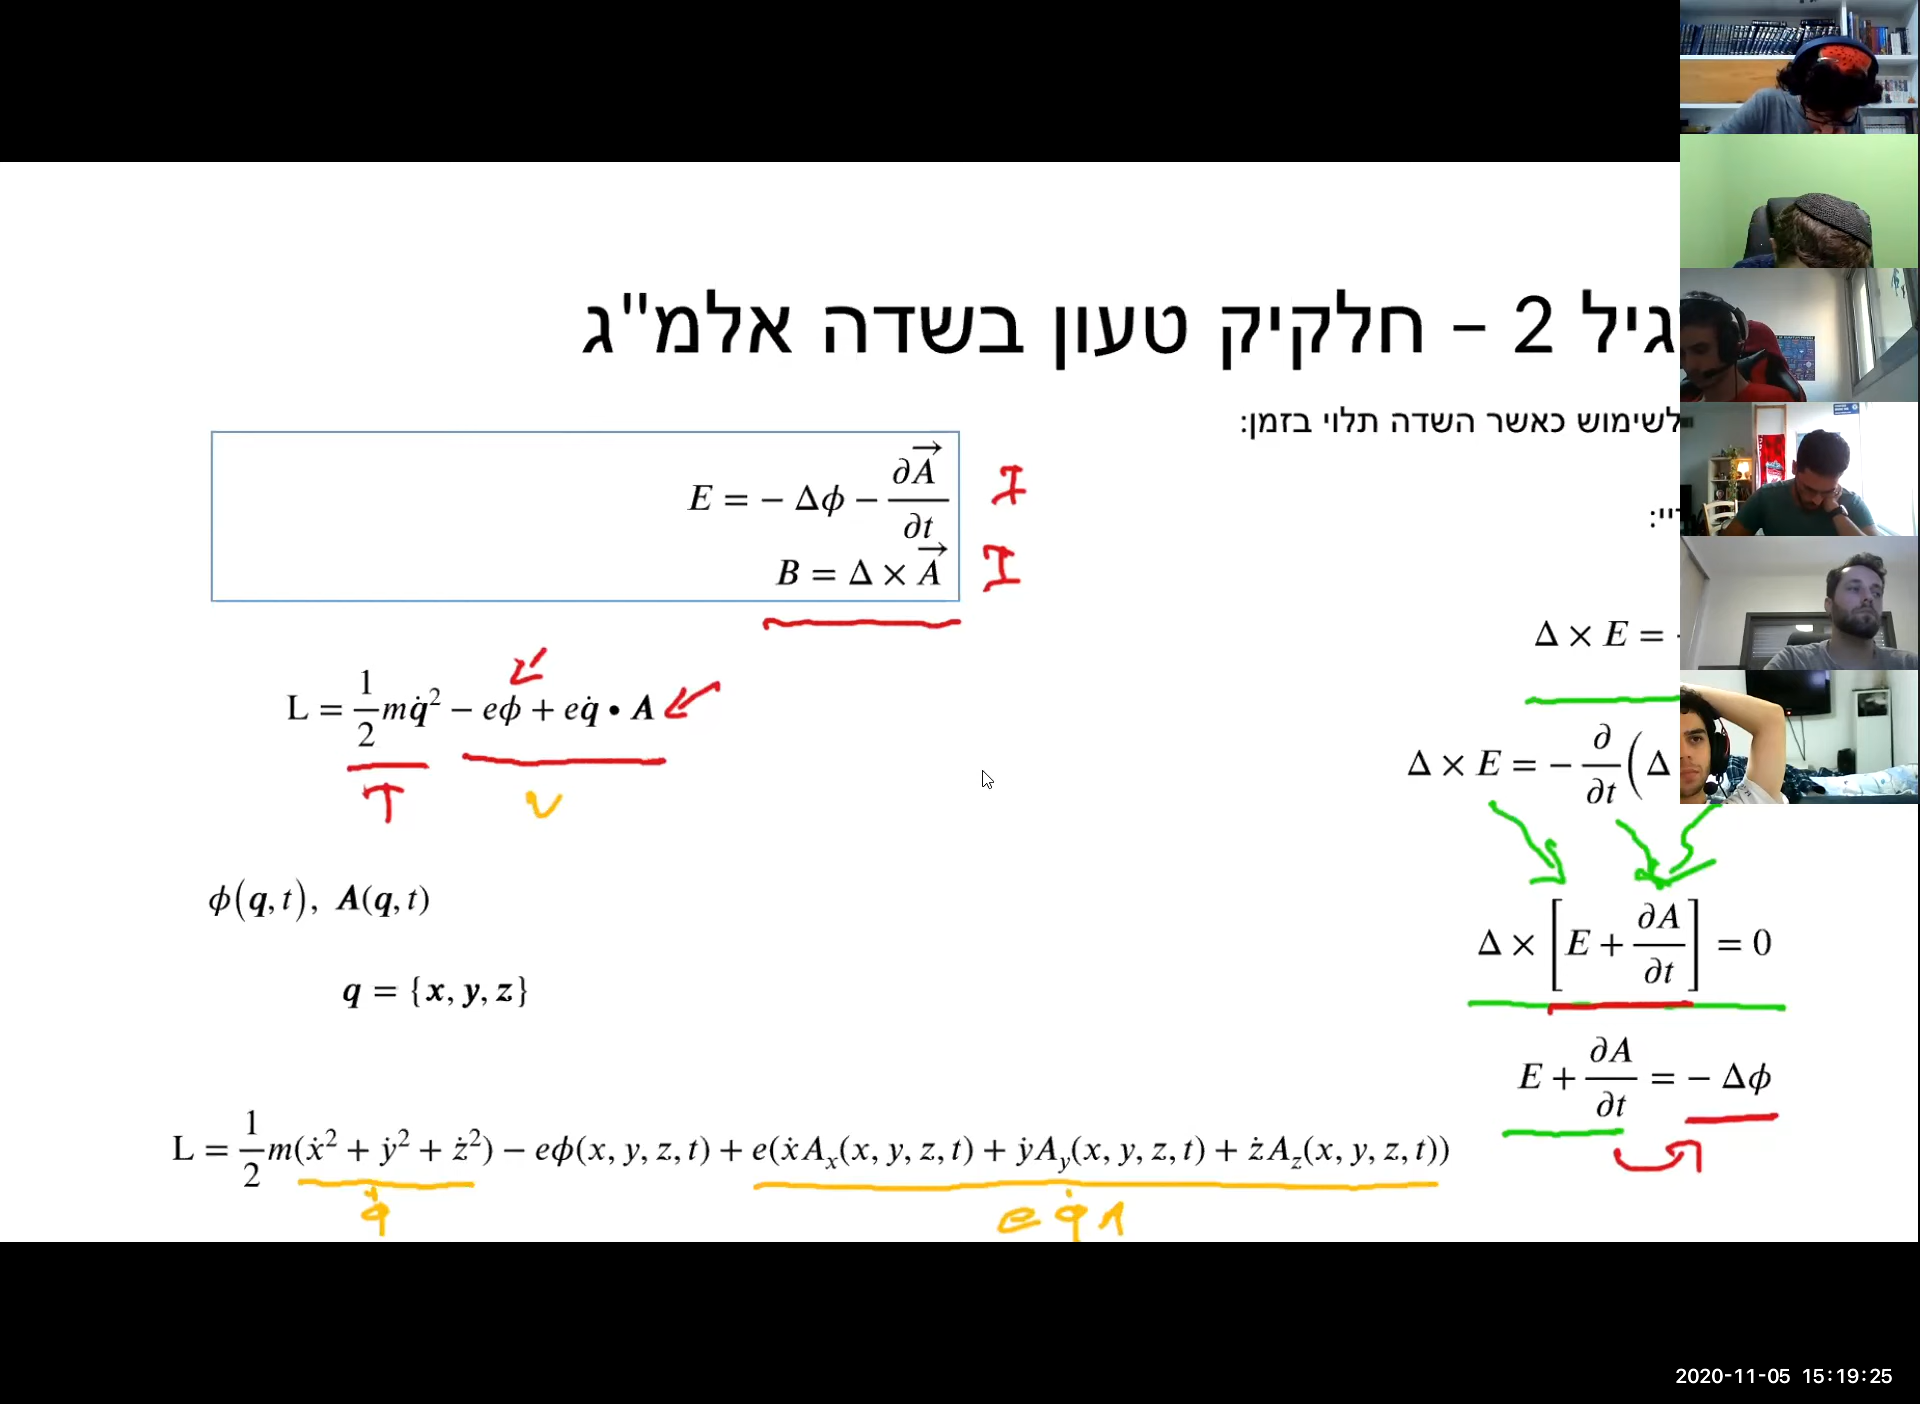 גיל 2 – חלקיק טעון בשדה אלמ"ג
לשימוש כאשר השדה תלוי בזמן:
E = − Δϕ − ∂A⃗/∂t I
B = Δ × A⃗ I
Δ × E =
L = 1/2 mq̇² − eϕ + eq̇ • A
T V
Δ × E = − ∂/∂t (Δ
ϕ(q, t), A(q, t)
Δ × [E + ∂A/∂t] = 0
q = {x, y, z}
E + ∂A/∂t = − Δϕ
L = 1/2 m(ẋ² + ẏ² + ż²) − eϕ(x, y, z, t) + e(ẋAₓ(x, y, z, t) + ẏA_y(x, y, z, t) + żA_z(x, y, z, t))
q̇ e q̇ A
2020-11-05 15:19:25